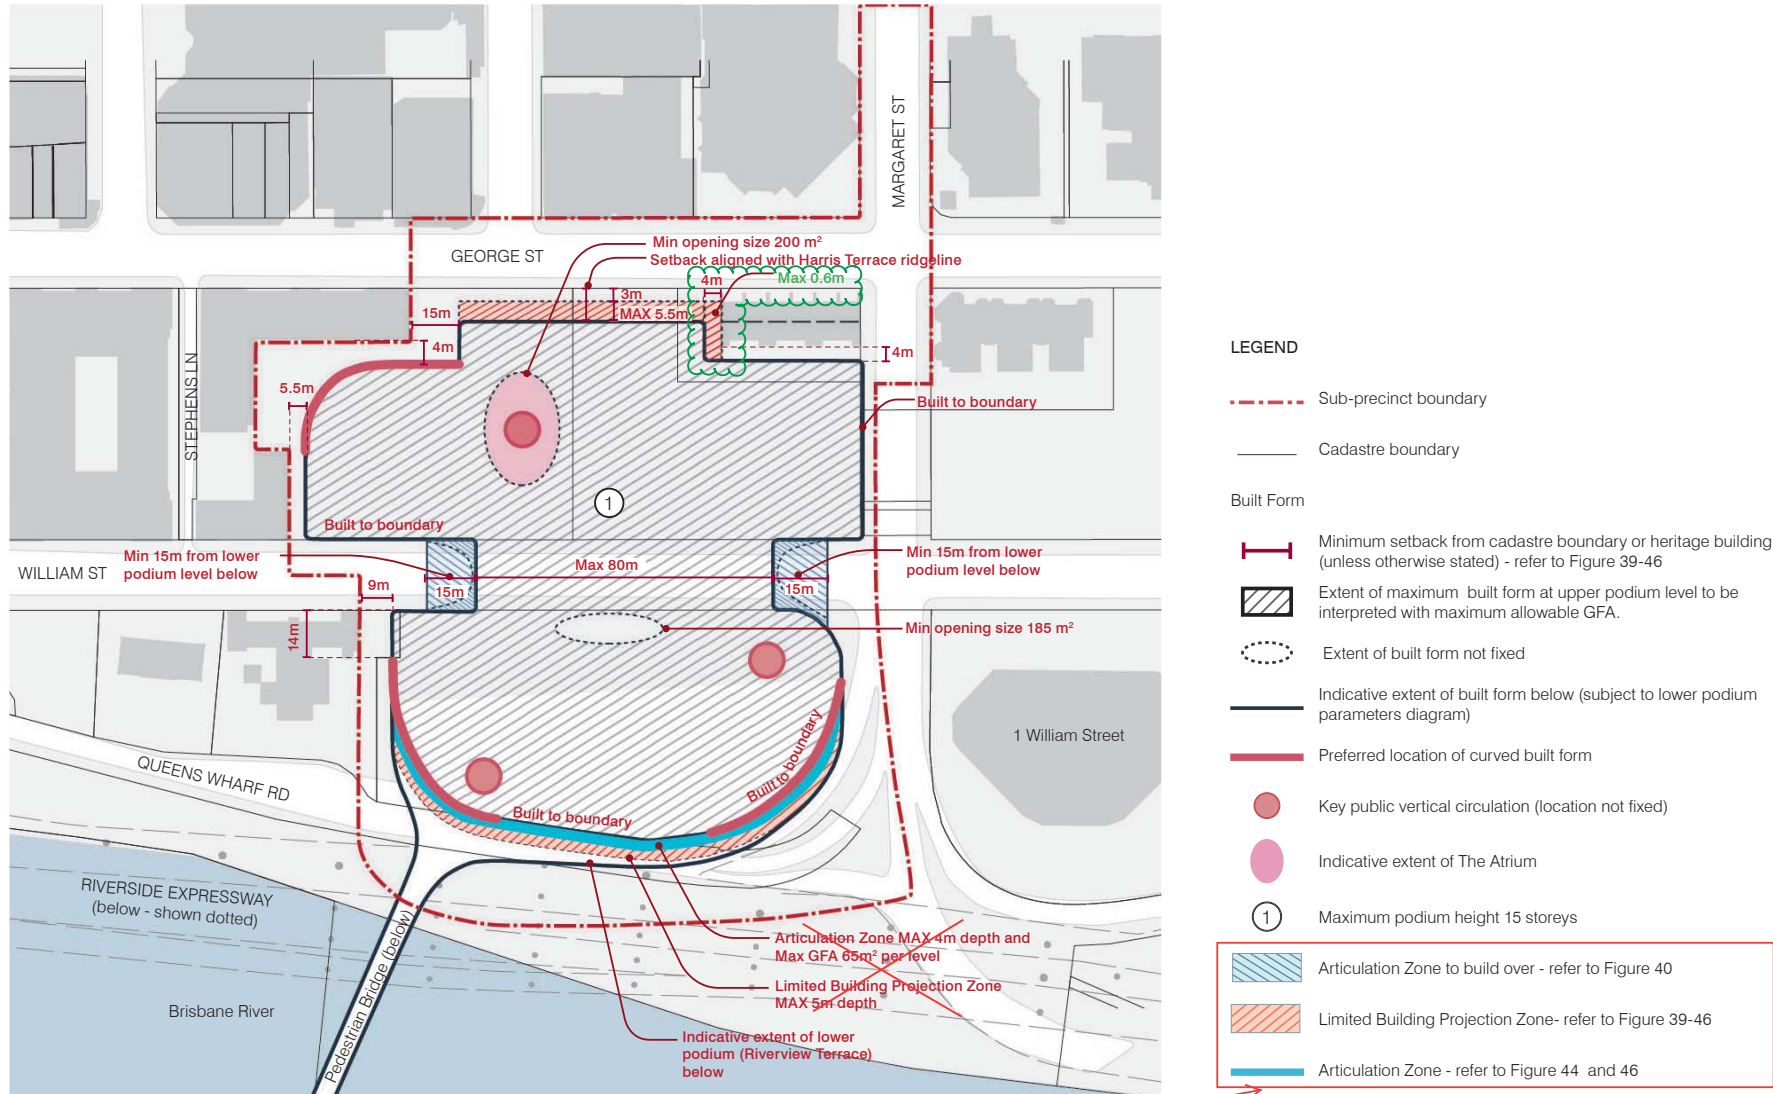 MARGARET ST
GEORGE ST
Min opening size 200 m²
Setback aligned with Harris Terrace ridgeline
4m
Max 0.6m
3m
MAX 5.5m
15m
4m
4m
5.5m
STEPHENS LN
Built to boundary
1
Built to boundary
Min 15m from lower
podium level below
Max 80m
Min 15m from lower
podium level below
WILLIAM ST
9m
15m
15m
14m
Min opening size 185 m²
1 William Street
QUEENS WHARF RD
Built to boundary
Built to boundary
RIVERSIDE EXPRESSWAY
(below - shown dotted)
Pedestrian Bridge (below)
Brisbane River
Articulation Zone MAX 4m depth and
Max GFA 65m² per level
Limited Building Projection Zone
MAX 5m depth
Indicative extent of lower
podium (Riverview Terrace)
below
LEGEND
Sub-precinct boundary
Cadastre boundary
Built Form
Minimum setback from cadastre boundary or heritage building
(unless otherwise stated) - refer to Figure 39-46
Extent of maximum built form at upper podium level to be
interpreted with maximum allowable GFA.
Extent of built form not fixed
Indicative extent of built form below (subject to lower podium
parameters diagram)
Preferred location of curved built form
Key public vertical circulation (location not fixed)
Indicative extent of The Atrium
1 Maximum podium height 15 storeys
Articulation Zone to build over - refer to Figure 40
Limited Building Projection Zone- refer to Figure 39-46
Articulation Zone - refer to Figure 44 and 46